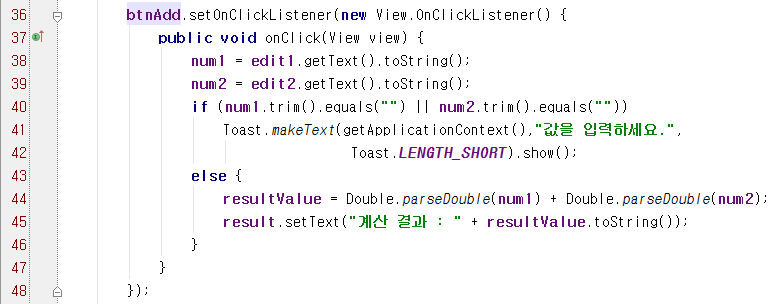 36 btnAdd.setOnClickListener(new View.OnClickListener() {
37 public void onClick(View view) {
38 num1 = edit1.getText().toString();
39 num2 = edit2.getText().toString();
40 if (num1.trim().equals("") || num2.trim().equals(""))
41 Toast.makeText(getApplicationContext(),"값을 입력하세요.",
42 Toast.LENGTH_SHORT).show();
43 else {
44 resultValue = Double.parseDouble(num1) + Double.parseDouble(num2);
45 result.setText("계산 결과 : " + resultValue.toString());
46 }
47 }
48 });